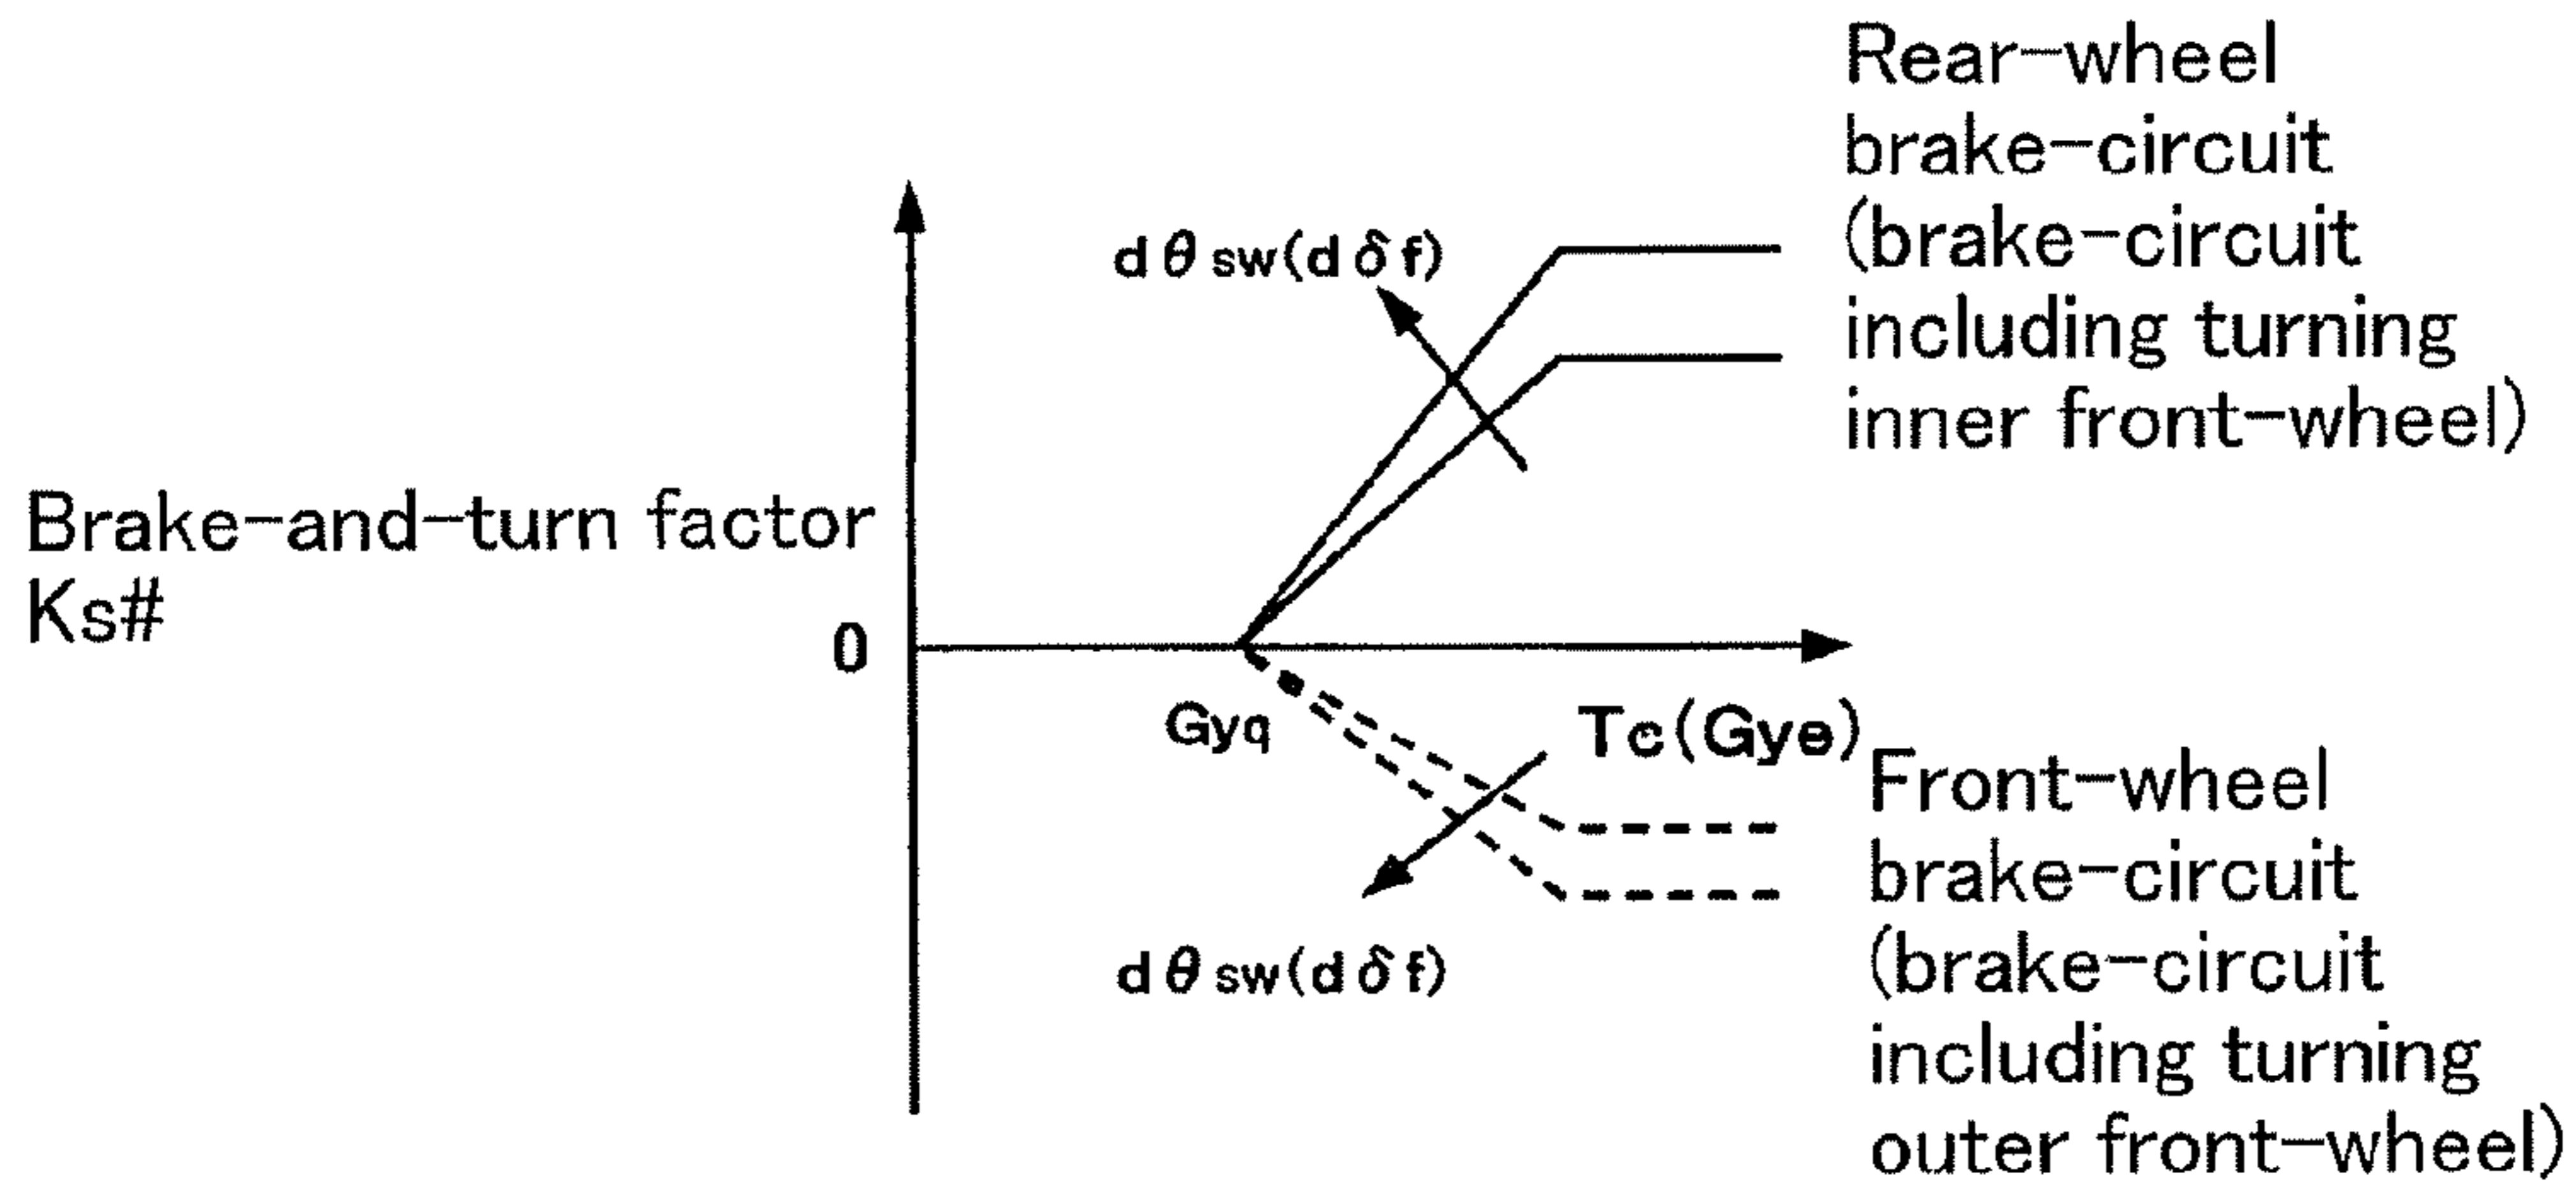 Rear-wheel
brake-circuit
(brake-circuit
including turning
inner front-wheel)
dθsw(dδf)
Brake-and-turn factor
Ks#
0
Gyq
Tc(Gye)
Front-wheel
brake-circuit
(brake-circuit
including turning
outer front-wheel)
dθsw(dδf)